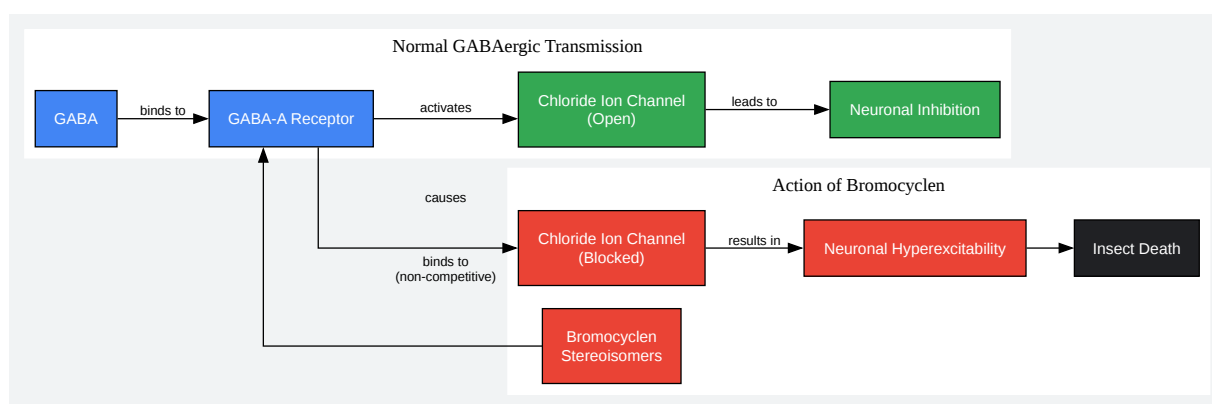 Normal GABAergic Transmission
GABA
binds to
GABA-A Receptor
activates
Chloride Ion Channel
(Open)
leads to
Neuronal Inhibition
Action of Bromocyclen
causes
Chloride Ion Channel
(Blocked)
results in
Neuronal Hyperexcitability
Insect Death
binds to
(non-competitive)
Bromocyclen
Stereoisomers